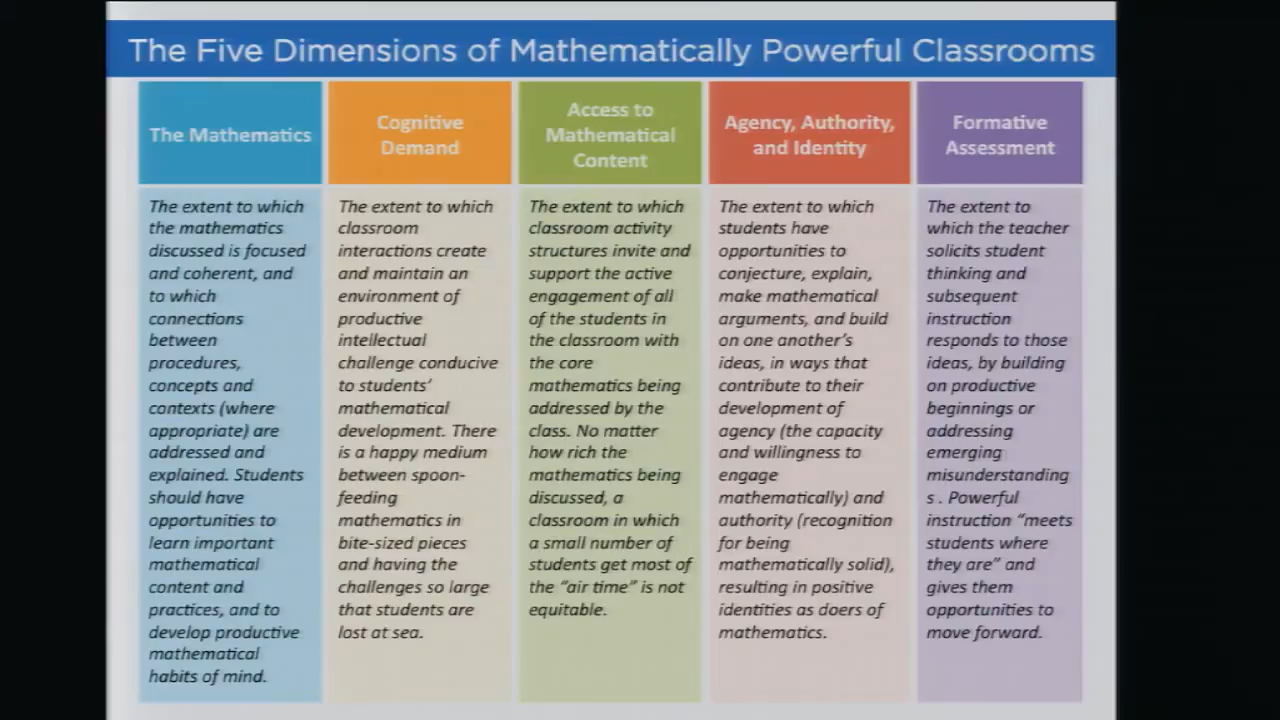 The Five Dimensions of Mathematically Powerful Classrooms
The Mathematics
The extent to which
the mathematics
discussed is focused
and coherent, and
to which
connections
between
procedures,
concepts and
contexts (where
appropriate) are
addressed and
explained. Students
should have
opportunities to
learn important
mathematical
content and
practices, and to
develop productive
mathematical
habits of mind.
Cognitive
Demand
The extent to which
classroom
interactions create
and maintain an
environment of
productive
intellectual
challenge conducive
to students'
mathematical
development. There
is a happy medium
between spoon-
feeding
mathematics in
bite-sized pieces
and having the
challenges so large
that students are
lost at sea.
Access to
Mathematical
Content
The extent to which
classroom activity
structures invite and
support the active
engagement of all
of the students in
the classroom with
the core
mathematics being
addressed by the
class. No matter
how rich the
mathematics being
discussed, a
classroom in which
a small number of
students get most of
the "air time" is not
equitable.
Agency, Authority,
and Identity
The extent to which
students have
opportunities to
conjecture, explain,
make mathematical
arguments, and build
on one another's
ideas, in ways that
contribute to their
development of
agency (the capacity
and willingness to
engage
mathematically) and
authority (recognition
for being
mathematically solid),
resulting in positive
identities as doers of
mathematics.
Formative
Assessment
The extent to
which the teacher
solicits student
thinking and
subsequent
instruction
responds to those
ideas, by building
on productive
beginnings or
addressing
emerging
misunderstanding
s . Powerful
instruction "meets
students where
they are" and
gives them
opportunities to
move forward.